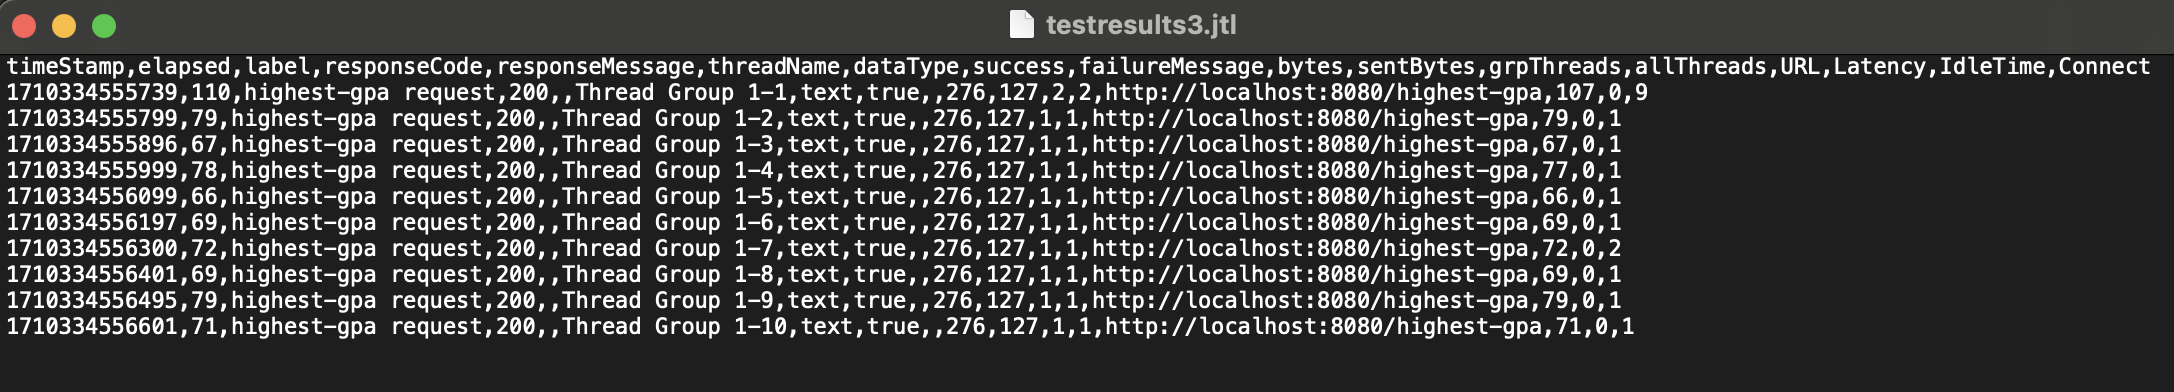 testresults3.jtl
timeStamp,elapsed,label,responseCode,responseMessage,threadName,dataType,success,failureMessage,bytes,sentBytes,grpThreads,allThreads,URL,Latency,IdleTime,Connect
1710334555739,110,highest-gpa request,200,,Thread Group 1-1,text,true,,276,127,2,2,http://localhost:8080/highest-gpa,107,0,9
1710334555799,79,highest-gpa request,200,,Thread Group 1-2,text,true,,276,127,1,1,http://localhost:8080/highest-gpa,79,0,1
1710334555896,67,highest-gpa request,200,,Thread Group 1-3,text,true,,276,127,1,1,http://localhost:8080/highest-gpa,67,0,1
1710334555999,78,highest-gpa request,200,,Thread Group 1-4,text,true,,276,127,1,1,http://localhost:8080/highest-gpa,77,0,1
1710334556099,66,highest-gpa request,200,,Thread Group 1-5,text,true,,276,127,1,1,http://localhost:8080/highest-gpa,66,0,1
1710334556197,69,highest-gpa request,200,,Thread Group 1-6,text,true,,276,127,1,1,http://localhost:8080/highest-gpa,69,0,1
1710334556300,72,highest-gpa request,200,,Thread Group 1-7,text,true,,276,127,1,1,http://localhost:8080/highest-gpa,72,0,2
1710334556401,69,highest-gpa request,200,,Thread Group 1-8,text,true,,276,127,1,1,http://localhost:8080/highest-gpa,69,0,1
1710334556495,79,highest-gpa request,200,,Thread Group 1-9,text,true,,276,127,1,1,http://localhost:8080/highest-gpa,79,0,1
1710334556601,71,highest-gpa request,200,,Thread Group 1-10,text,true,,276,127,1,1,http://localhost:8080/highest-gpa,71,0,1